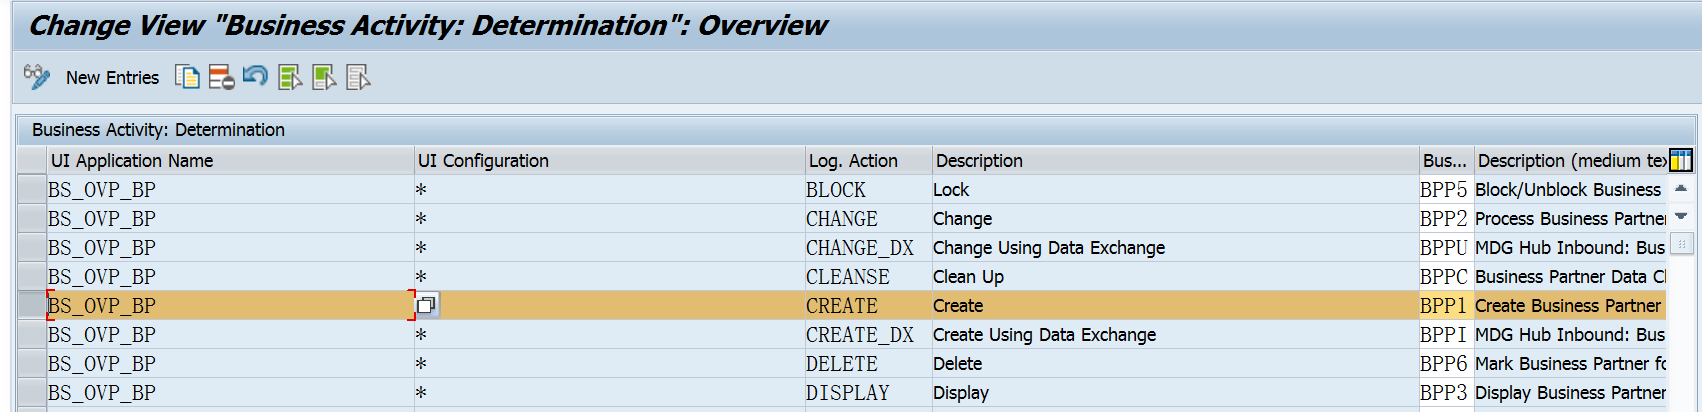 Change View "Business Activity: Determination": Overview
New Entries
Business Activity: Determination
UI Application Name UI Configuration Log. Action Description Bus... Description (medium tex
BS_OVP_BP * BLOCK Lock BPP5 Block/Unblock Business
BS_OVP_BP * CHANGE Change BPP2 Process Business Partner
BS_OVP_BP * CHANGE_DX Change Using Data Exchange BPPU MDG Hub Inbound: Bus
BS_OVP_BP * CLEANSE Clean Up BPPC Business Partner Data Cl
BS_OVP_BP CREATE Create BPP1 Create Business Partner
BS_OVP_BP * CREATE_DX Create Using Data Exchange BPPI MDG Hub Inbound: Bus
BS_OVP_BP * DELETE Delete BPP6 Mark Business Partner fo
BS_OVP_BP * DISPLAY Display BPP3 Display Business Partner